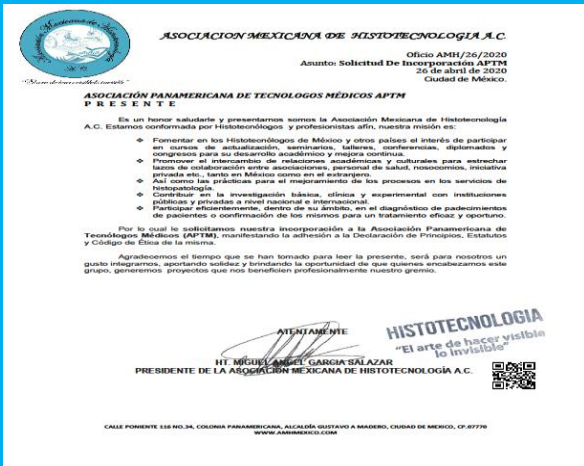 Asociación Mexicana de Histotecnología
A.C.
ASOCIACION MEXICANA DE HISTOTECNOLOGIA A.C.
Oficio AMH/26/2020
Asunto: Solicitud De Incorporación APTM
26 de abril de 2020
Ciudad de México.
ASOCIACIÓN PANAMERICANA DE TECNOLOGOS MÉDICOS APTM
P R E S E N T E
Es un honor saludarle y presentarnos somos la Asociación Mexicana de Histotecnología
A.C. Estamos conformada por Histotecnólogos y profesionistas afín, nuestra misión es:
❖ Fomentar en los Histotecnólogos de México y otros países el interés de participar
en cursos de actualización, seminarios, talleres, conferencias, diplomados y
congresos para su desarrollo académico y mejora continua.
❖ Promover el intercambio de relaciones académicas y culturales para estrechar
lazos de colaboración entre asociaciones, personal de salud, nosocomios, iniciativa
privada etc., tanto en México como en el extranjero.
❖ Así como las prácticas para el mejoramiento de los procesos en los servicios de
histopatología.
❖ Contribuir en la investigación básica, clínica y experimental con instituciones
públicas y privadas a nivel nacional e internacional.
❖ Participar eficientemente, dentro de su ámbito, en el diagnóstico de padecimientos
de pacientes o confirmación de los mismos para un tratamiento eficaz y oportuno.
Por lo cual le solicitamos nuestra incorporación a la Asociación Panamericana de
Tecnólogos Médicos (APTM), manifestando la adhesión a la Declaración de Principios, Estatutos
y Código de Ética de la misma.
Agradecemos el tiempo que se han tomado para leer la presente, será para nosotros un
gusto integrarnos, aportando solidez y brindando la oportunidad de que quienes encabezamos este
grupo, generemos proyectos que nos beneficien profesionalmente nuestro gremio.
ATENTAMENTE
HISTOTECNOLOGIA
"El arte de hacer visible
lo invisible"
HT. MIGUEL ANGEL GARCIA SALAZAR
PRESIDENTE DE LA ASOCIACIÓN MEXICANA DE HISTOTECNOLOGÍA A.C.
CALLE PONIENTE 116 NO.34, COLONIA PANAMERICANA, ALCALDÍA GUSTAVO A MADERO, CIUDAD DE MEXICO, CP.07770
WWW.AMHMEXICO.COM